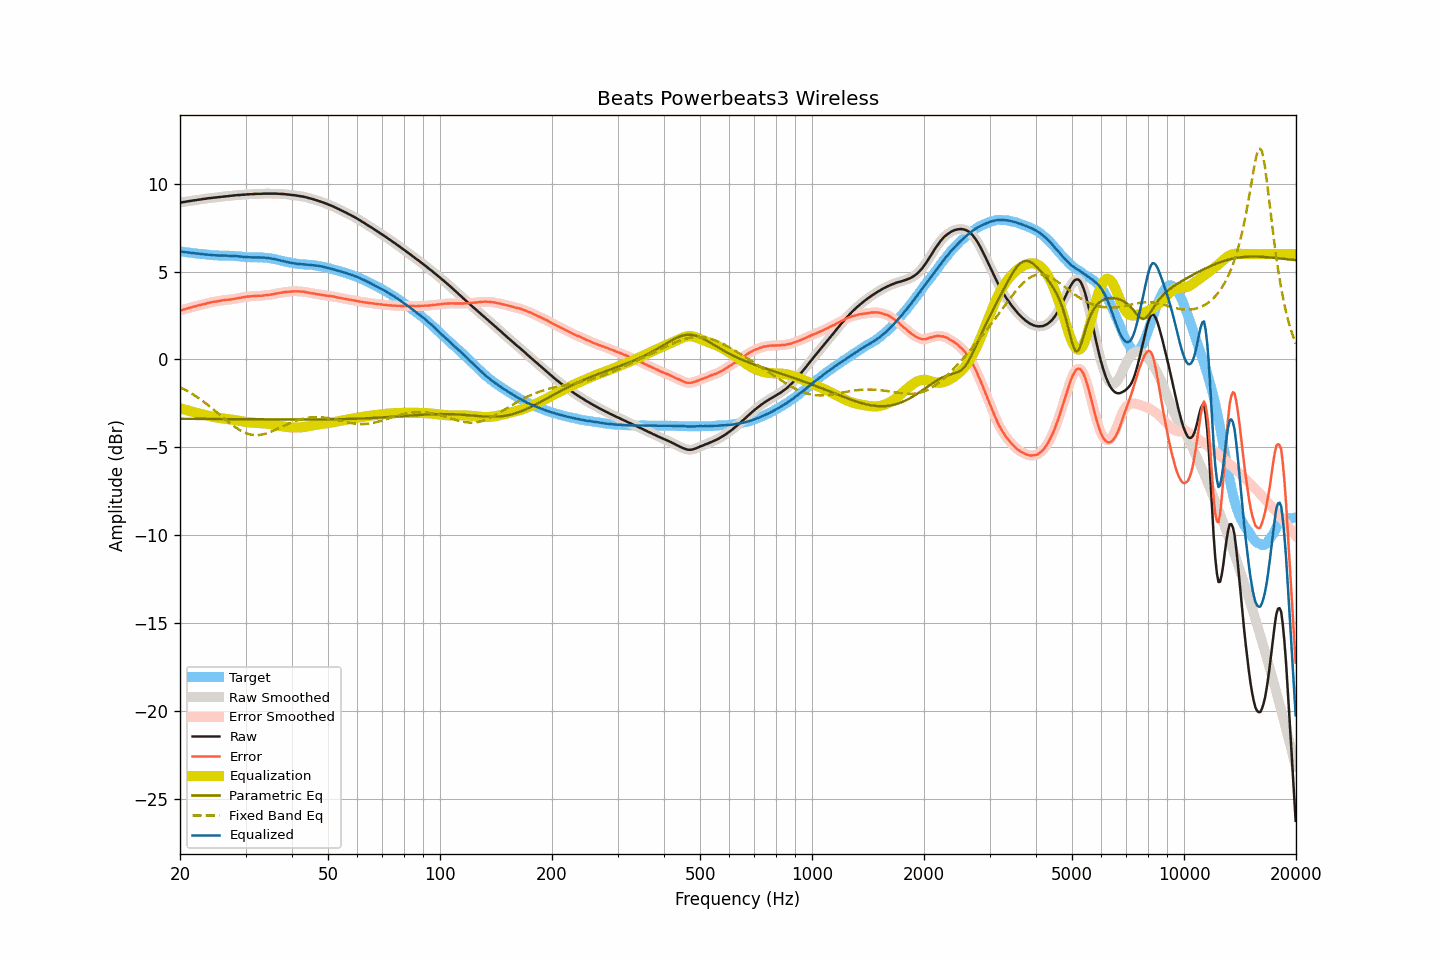 Beats Powerbeats3 Wireless
Amplitude (dBr)
10
5
0
−5
−10
−15
−20
−25
Target
Raw Smoothed
Error Smoothed
Raw
Error
Equalization
Parametric Eq
Fixed Band Eq
Equalized
20 50 100 200 500 1000 2000 5000 10000 20000
Frequency (Hz)